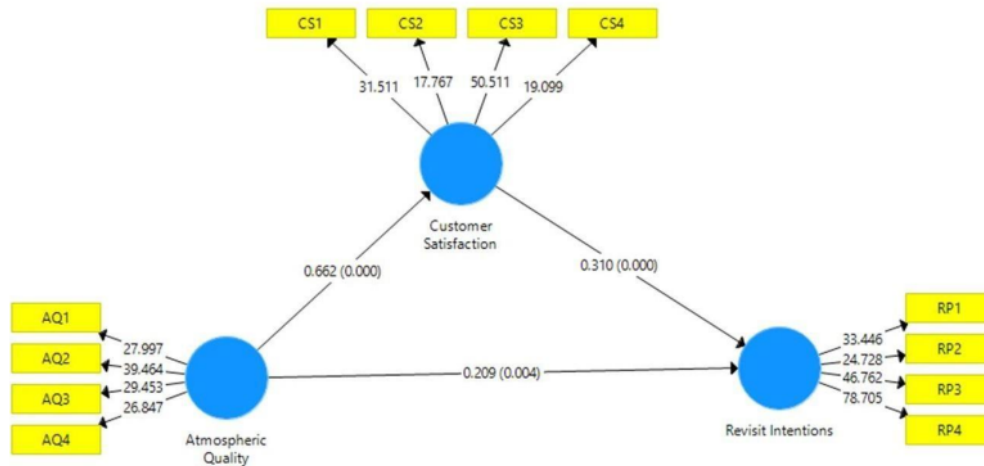 CS1 CS2 CS3 CS4
31.511 17.767 50.511 19.099
Customer
Satisfaction
0.662 (0.000)
0.310 (0.000)
AQ1
AQ2
AQ3
AQ4
27.997
39.464
29.453
26.847
Atmospheric
Quality
0.209 (0.004)
33.446
24.728
46.762
78.705
RP1
RP2
RP3
RP4
Revisit Intentions